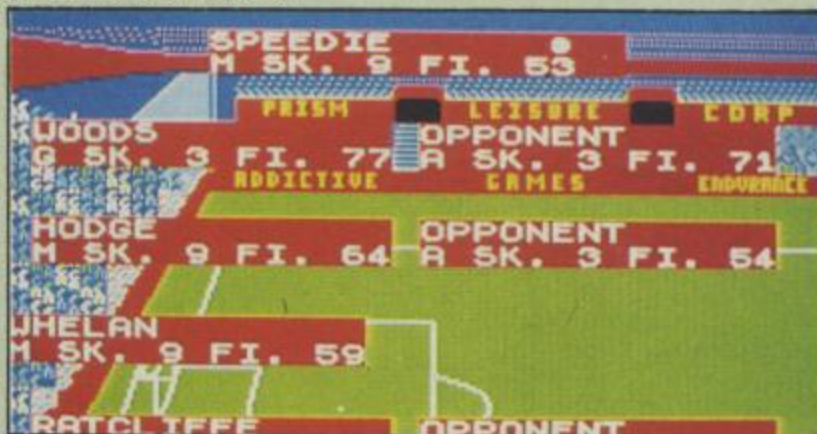 SPEEDIE
M SK. 9 FI. 53
PRISM LEISURE CORP
WOODS
G SK. 3 FI. 77
OPPONENT
A SK. 3 FI. 71
ADDICTIVE GAMES ENDURANCE
HODGE
M SK. 9 FI. 64
OPPONENT
A SK. 3 FI. 54
WHELAN
M SK. 9 FI. 59
RATCLIFFE
OPPONENT